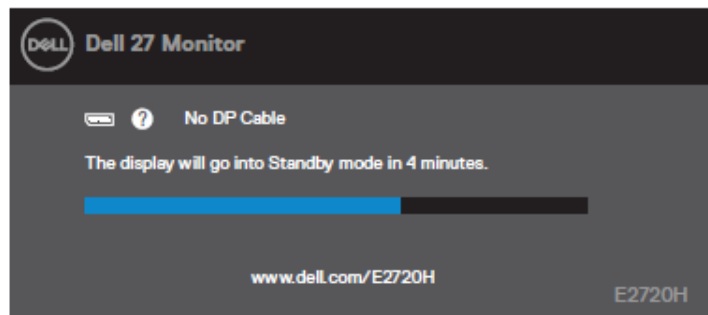 DELL
Dell 27 Monitor
? No DP Cable
The display will go into Standby mode in 4 minutes.
www.dell.com/E2720H
E2720H